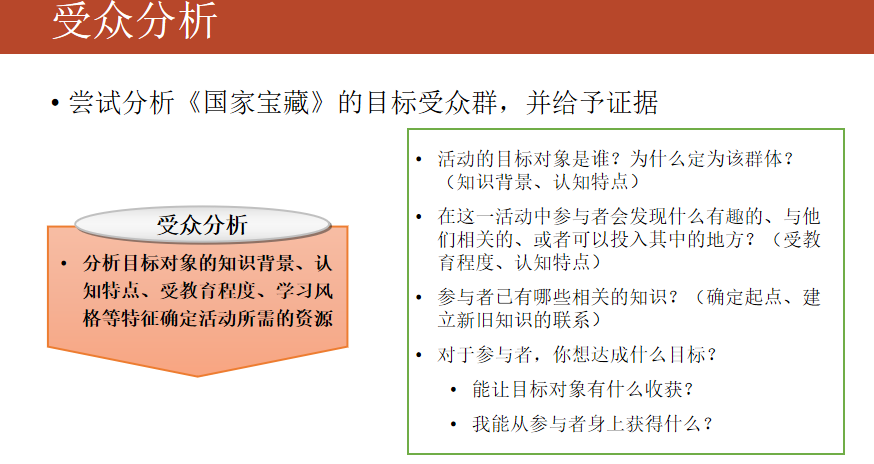 受众分析
• 尝试分析《国家宝藏》的目标受众群，并给予证据
受众分析
• 分析目标对象的知识背景、认
知特点、受教育程度、学习风
格等特征确定活动所需的资源
• 活动的目标对象是谁？为什么定为该群体？
（知识背景、认知特点）
• 在这一活动中参与者会发现什么有趣的、与他
们相关的、或者可以投入其中的地方？（受教
育程度、认知特点）
• 参与者已有哪些相关的知识？（确定起点、建
立新旧知识的联系）
• 对于参与者，你想达成什么目标？
• 能让目标对象有什么收获？
• 我能从参与者身上获得什么？